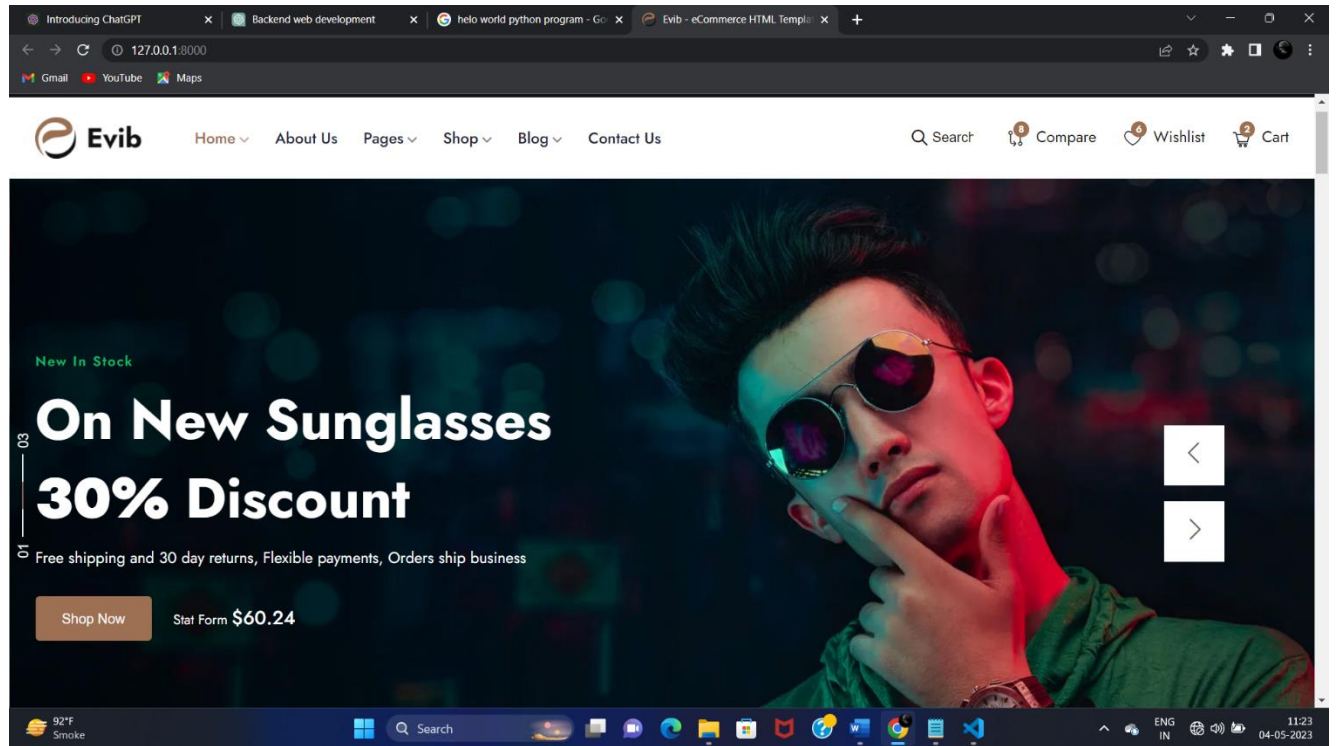 Introducing ChatGPT
Backend web development
helo world python program - Go
Evib - eCommerce HTML Templa
127.0.0.1:8000
Gmail YouTube Maps
Evib
Home About Us Pages Shop Blog Contact Us
Search 8 Compare 6 Wishlist 2 Cart
New In Stock
On New Sunglasses
30% Discount
03
01
Free shipping and 30 day returns, Flexible payments, Orders ship business
Shop Now Stat Form $60.24
92°F
Smoke
Search
ENG
IN
11:23
04-05-2023